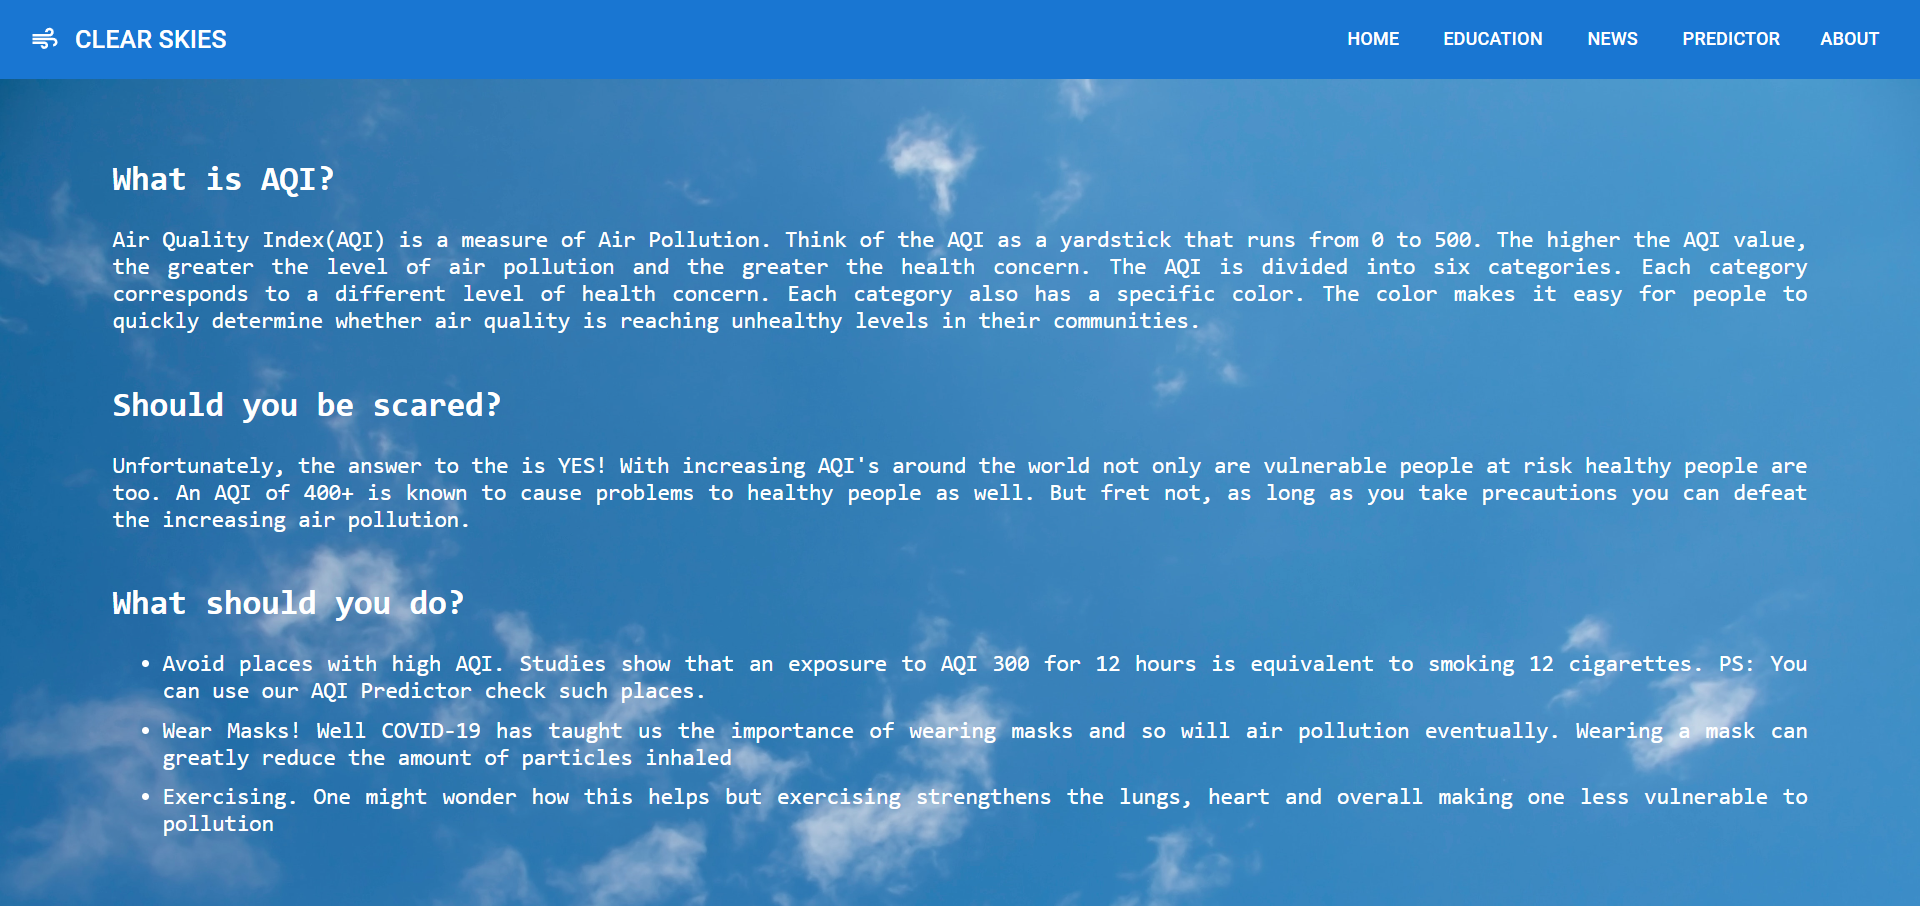 CLEAR SKIES
HOME EDUCATION NEWS PREDICTOR ABOUT
What is AQI?
Air Quality Index(AQI) is a measure of Air Pollution. Think of the AQI as a yardstick that runs from 0 to 500. The higher the AQI value,
the greater the level of air pollution and the greater the health concern. The AQI is divided into six categories. Each category
corresponds to a different level of health concern. Each category also has a specific color. The color makes it easy for people to
quickly determine whether air quality is reaching unhealthy levels in their communities.
Should you be scared?
Unfortunately, the answer to the is YES! With increasing AQI's around the world not only are vulnerable people at risk healthy people are
too. An AQI of 400+ is known to cause problems to healthy people as well. But fret not, as long as you take precautions you can defeat
the increasing air pollution.
What should you do?
• Avoid places with high AQI. Studies show that an exposure to AQI 300 for 12 hours is equivalent to smoking 12 cigarettes. PS: You
can use our AQI Predictor check such places.
• Wear Masks! Well COVID-19 has taught us the importance of wearing masks and so will air pollution eventually. Wearing a mask can
greatly reduce the amount of particles inhaled
• Exercising. One might wonder how this helps but exercising strengthens the lungs, heart and overall making one less vulnerable to
pollution